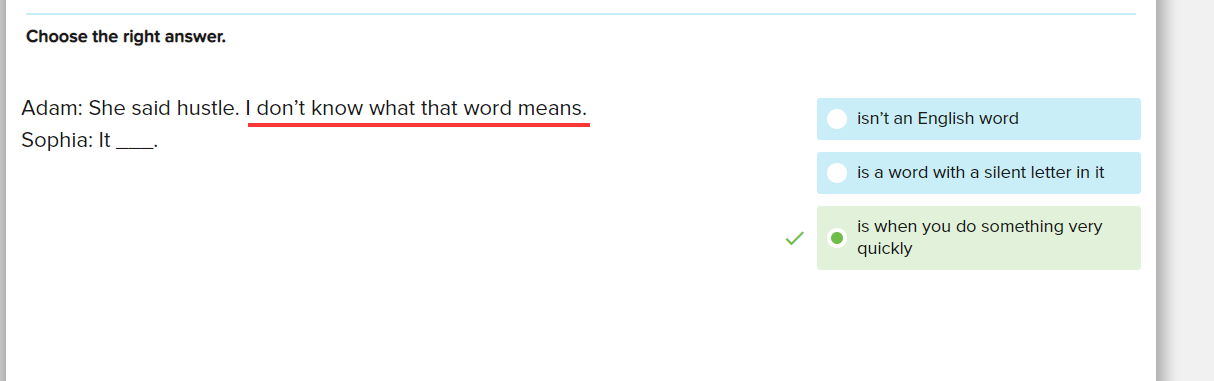 Choose the right answer.
Adam: She said hustle. I don’t know what that word means.
Sophia: It ____.
isn’t an English word
is a word with a silent letter in it
is when you do something very
quickly